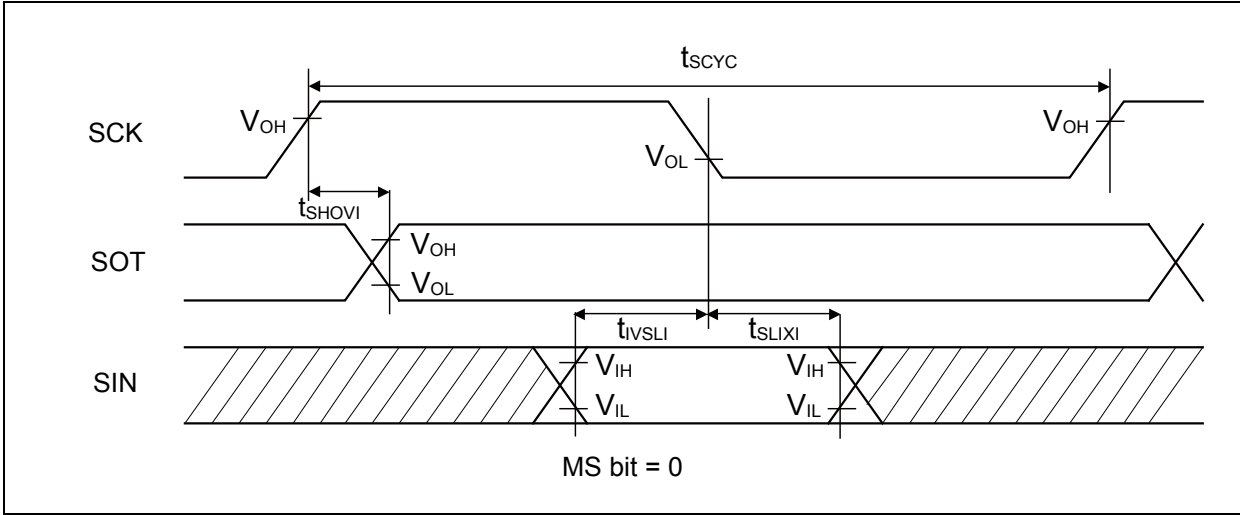 tSCYC
SCK
VOH
VOL
VOH
tSHOVI
SOT
VOH
VOL
tIVSLI
tSLIXI
SIN
VIH
VIH
VIL
VIL
MS bit = 0